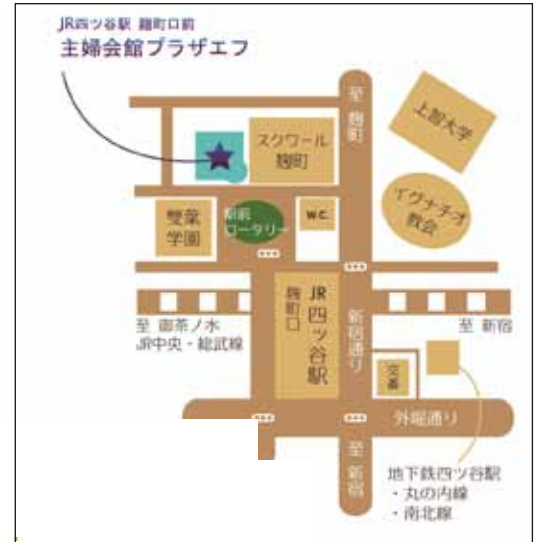 JR四ツ谷駅 麹町口前
主婦会館プラザエフ
至 麹町
上智大学
スクワール
麹町
イグナチオ
教会
雙葉
学園
駅前
ロータリー
W.C.
JR四ツ谷駅
麹町口
新宿通り
至 御茶ノ水
JR中央・総武線
至 新宿
交番
外堀通り
至 新宿
地下鉄四ツ谷駅
・丸の内線
・南北線